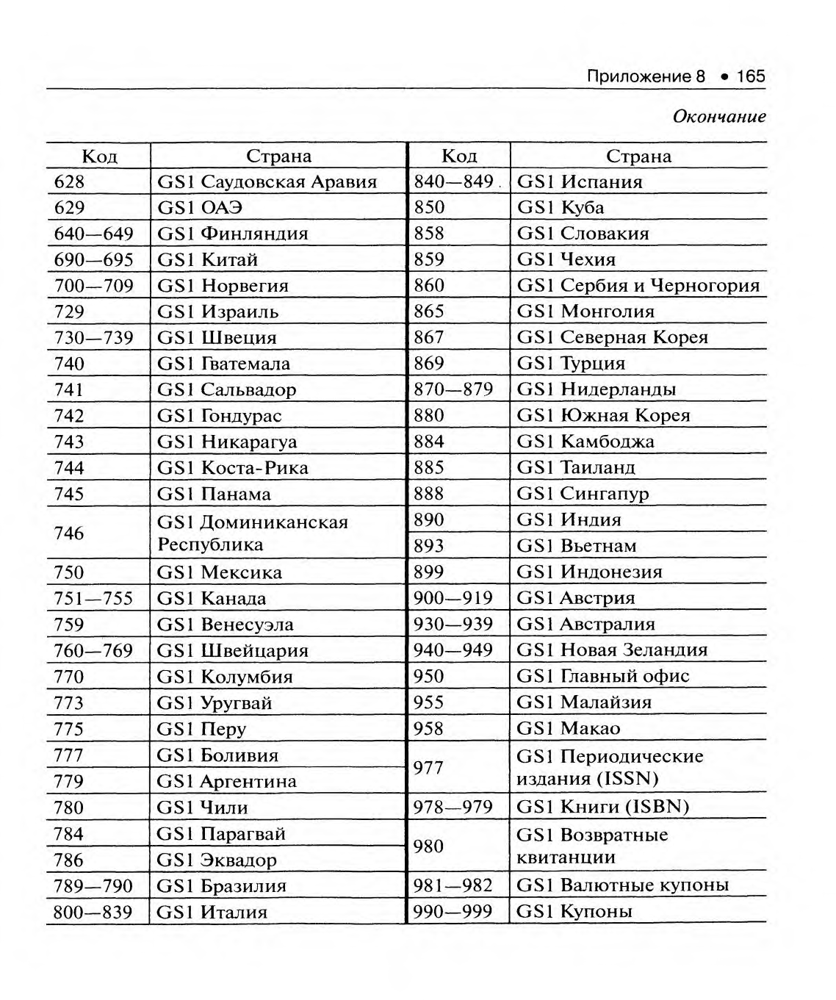 Приложение 8 • 165
Окончание
Код Страна Код Страна
628 GS1 Саудовская Аравия 840—849 GS1 Испания
629 GS1 ОАЭ 850 GS1 Куба
640—649 GS1 Финляндия 858 GS1 Словакия
690—695 GS1 Китай 859 GS1 Чехия
700—709 GS1 Норвегия 860 GS1 Сербия и Черногория
729 GS1 Израиль 865 GS1 Монголия
730—739 GS1 Швеция 867 GS1 Северная Корея
740 GS1 Гватемала 869 GS1 Турция
741 GS1 Сальвадор 870—879 GS1 Нидерланды
742 GS1 Гондурас 880 GS1 Южная Корея
743 GS1 Никарагуа 884 GS1 Камбоджа
744 GS1 Коста-Рика 885 GS1 Таиланд
745 GS1 Панама 888 GS1 Сингапур
746 GS1 Доминиканская 890 GS1 Индия
Республика 893 GS1 Вьетнам
750 GS1 Мексика 899 GS1 Индонезия
751—755 GS1 Канада 900—919 GS1 Австрия
759 GS1 Венесуэла 930—939 GS1 Австралия
760—769 GS1 Швейцария 940—949 GS1 Новая Зеландия
770 GS1 Колумбия 950 GS1 Главный офис
773 GS1 Уругвай 955 GS1 Малайзия
775 GS1 Перу 958 GS1 Макао
777 GS1 Боливия 977 GS1 Периодические
779 GS1 Аргентина издания (ISSN)
780 GS1 Чили 978—979 GS1 Книги (ISBN)
784 GS1 Парагвай 980 GS1 Возвратные
786 GS1 Эквадор квитанции
789—790 GS1 Бразилия 981—982 GS1 Валютные купоны
800—839 GS1 Италия 990—999 GS1 Купоны